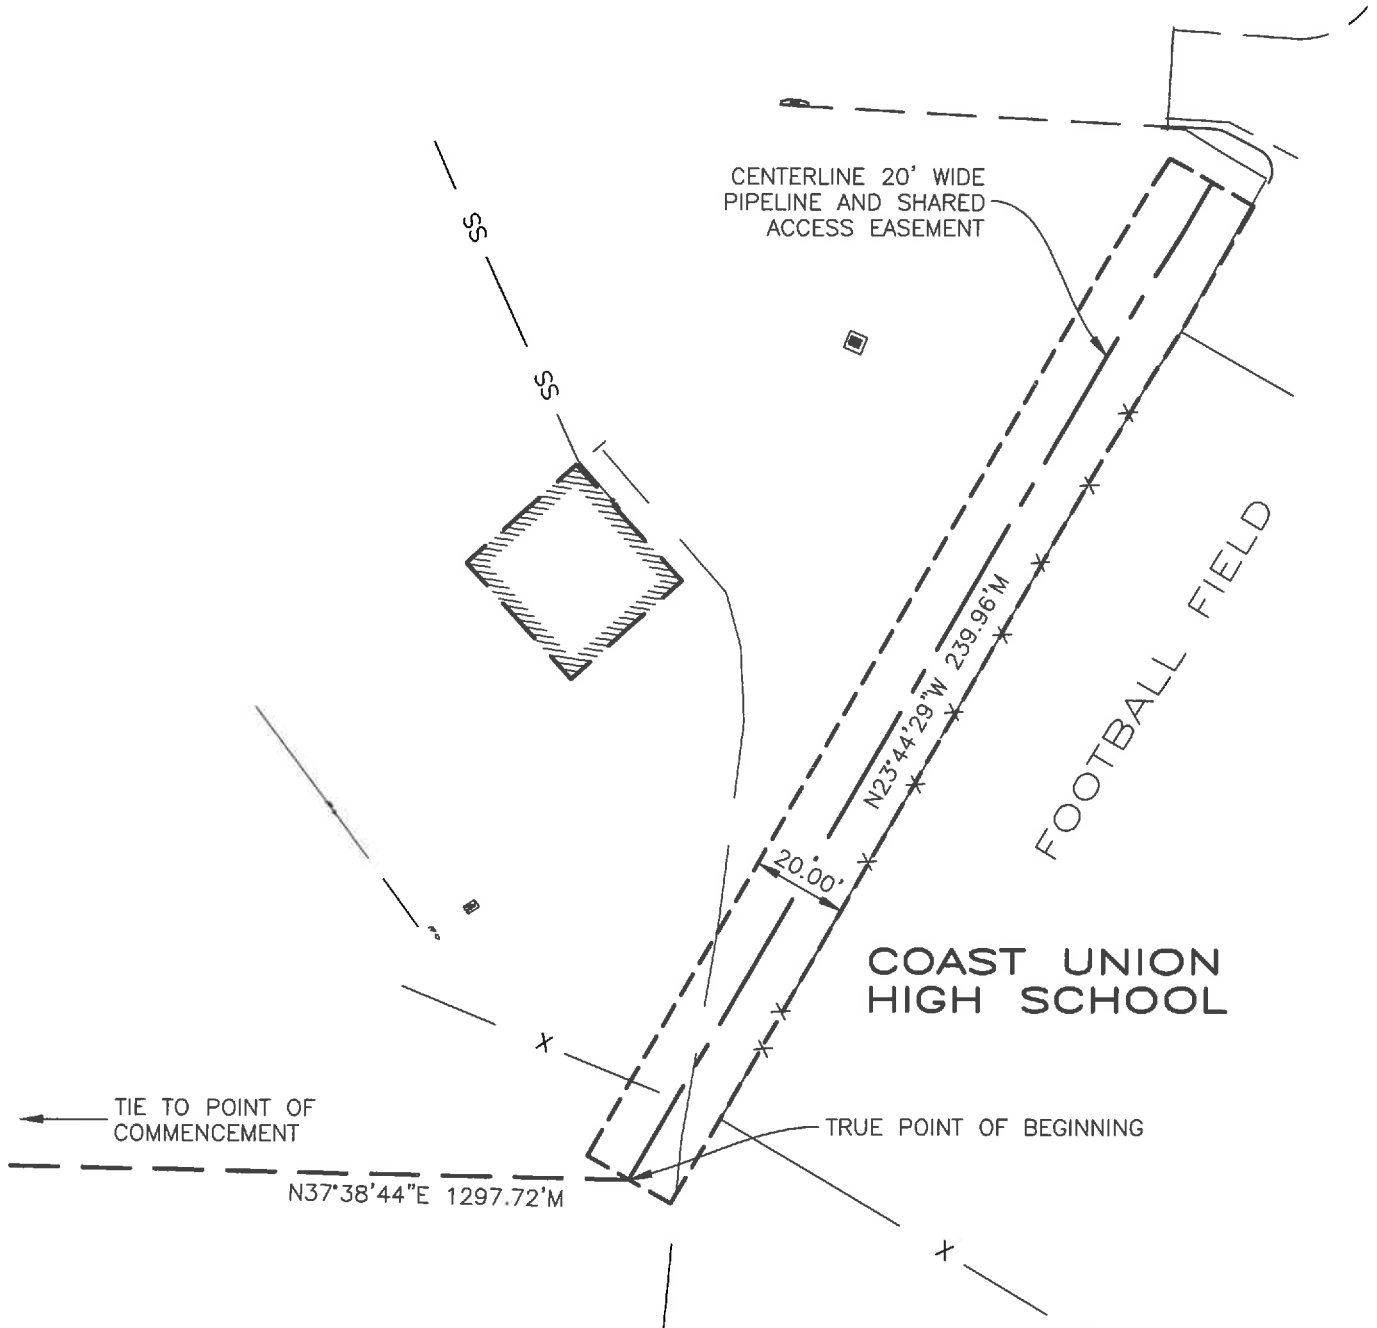 CENTERLINE 20' WIDE
PIPELINE AND SHARED
ACCESS EASEMENT
SS
SS
N23°44'29"W 239.96'M
FOOTBALL FIELD
20.00'
COAST UNION
HIGH SCHOOL
X
TIE TO POINT OF
COMMENCEMENT
TRUE POINT OF BEGINNING
N37°38'44"E 1297.72'M
X